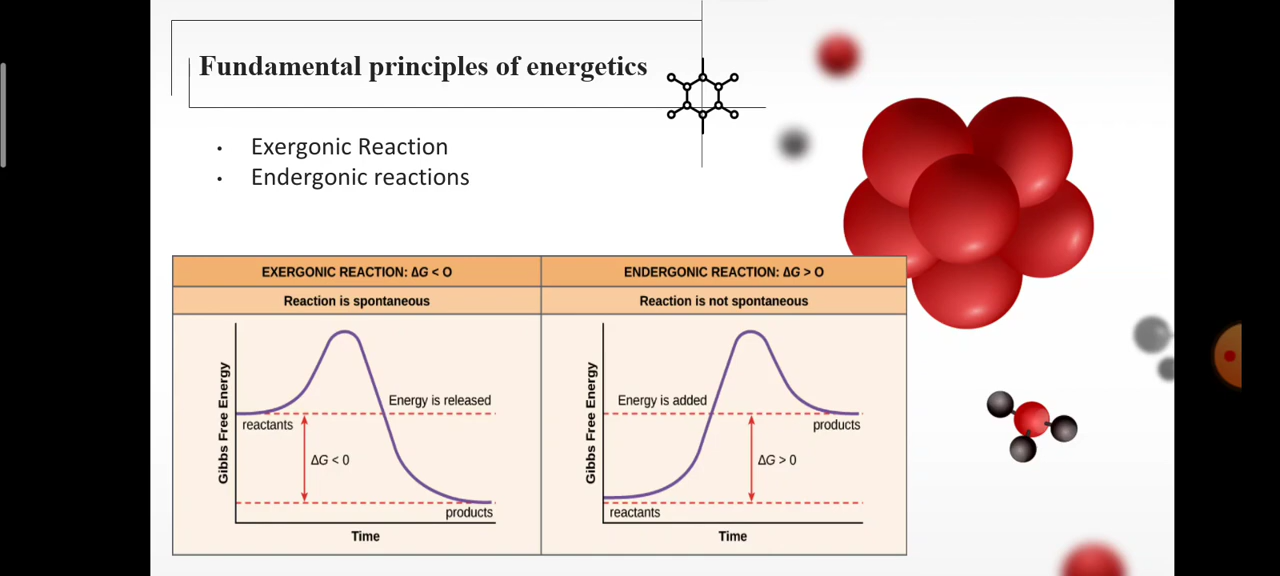 Fundamental principles of energetics
• Exergonic Reaction
• Endergonic reactions
EXERGONIC REACTION: ΔG < O
Reaction is spontaneous
Gibbs Free Energy
Energy is released
reactants
ΔG < 0
products
Time
ENDERGONIC REACTION: ΔG > O
Reaction is not spontaneous
Gibbs Free Energy
Energy is added
products
ΔG > 0
reactants
Time